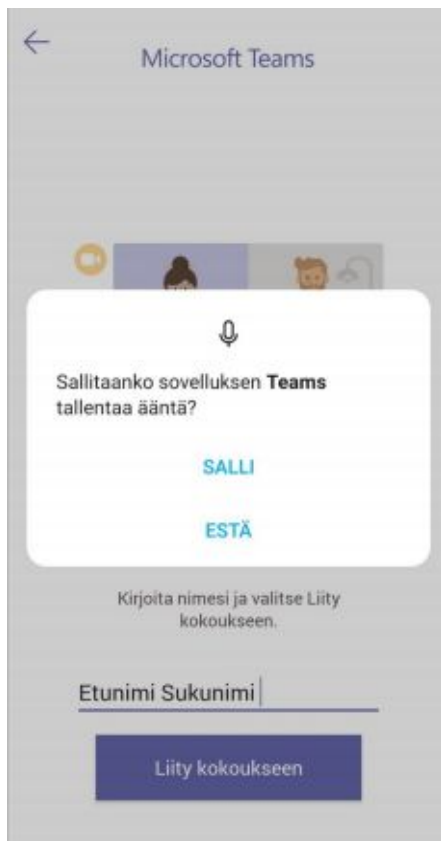 Microsoft Teams
Sallitaanko sovelluksen Teams
tallentaa ääntä?
SALLI
ESTÄ
Kirjoita nimesi ja valitse Liity
kokoukseen.
Etunimi Sukunimi
Liity kokoukseen